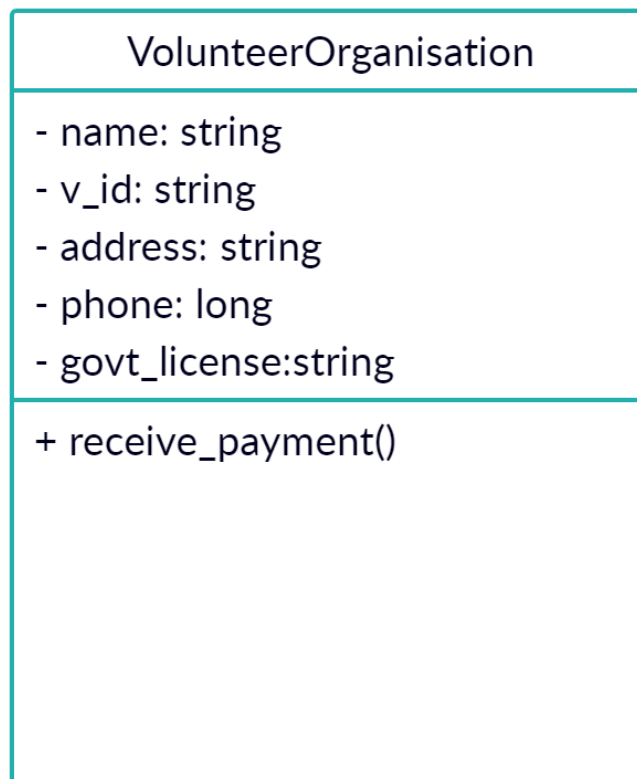 VolunteerOrganisation
- name: string
- v_id: string
- address: string
- phone: long
- govt_license:string
+ receive_payment()